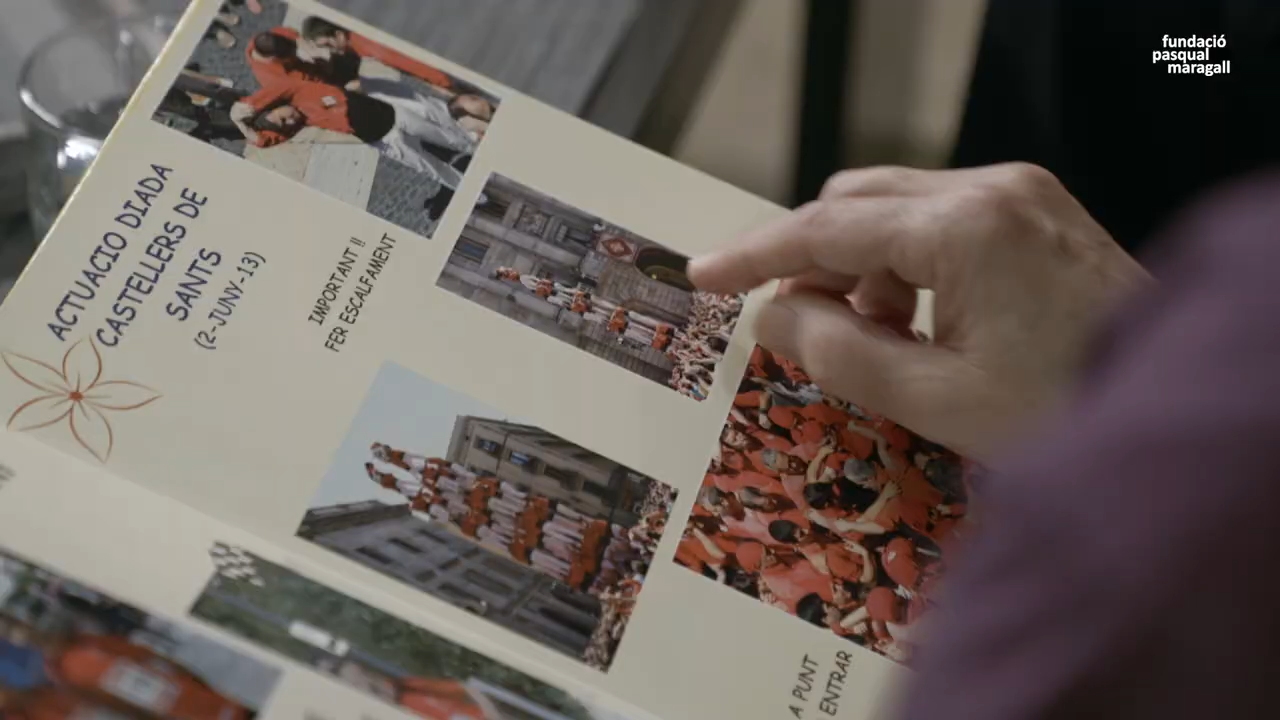 fundació
pasqual
maragall
ACTUACIO DIADA
CASTELLERS DE
SANTS
(2-JUNY-13)
IMPORTANT !!
FER ESCALFAMENT
A PUNT
ENTRAR